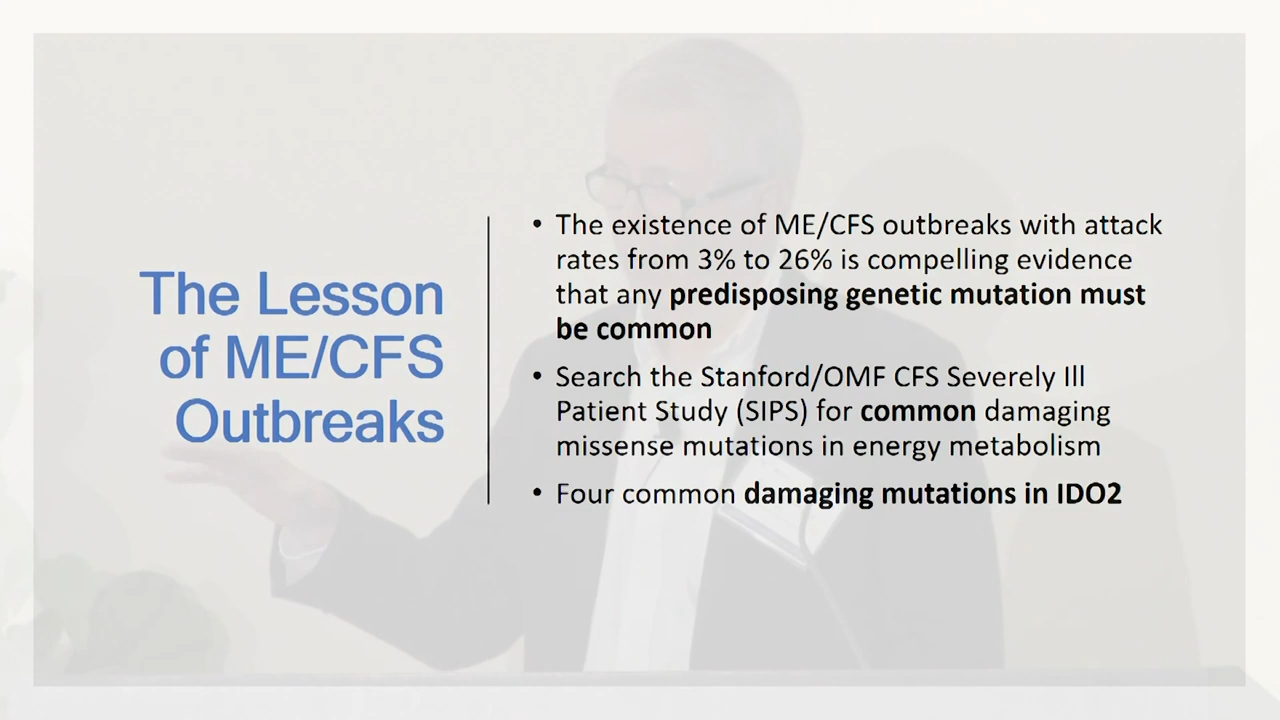 The Lesson
of ME/CFS
Outbreaks
• The existence of ME/CFS outbreaks with attack
rates from 3% to 26% is compelling evidence
that any predisposing genetic mutation must
be common
• Search the Stanford/OMF CFS Severely Ill
Patient Study (SIPS) for common damaging
missense mutations in energy metabolism
• Four common damaging mutations in IDO2